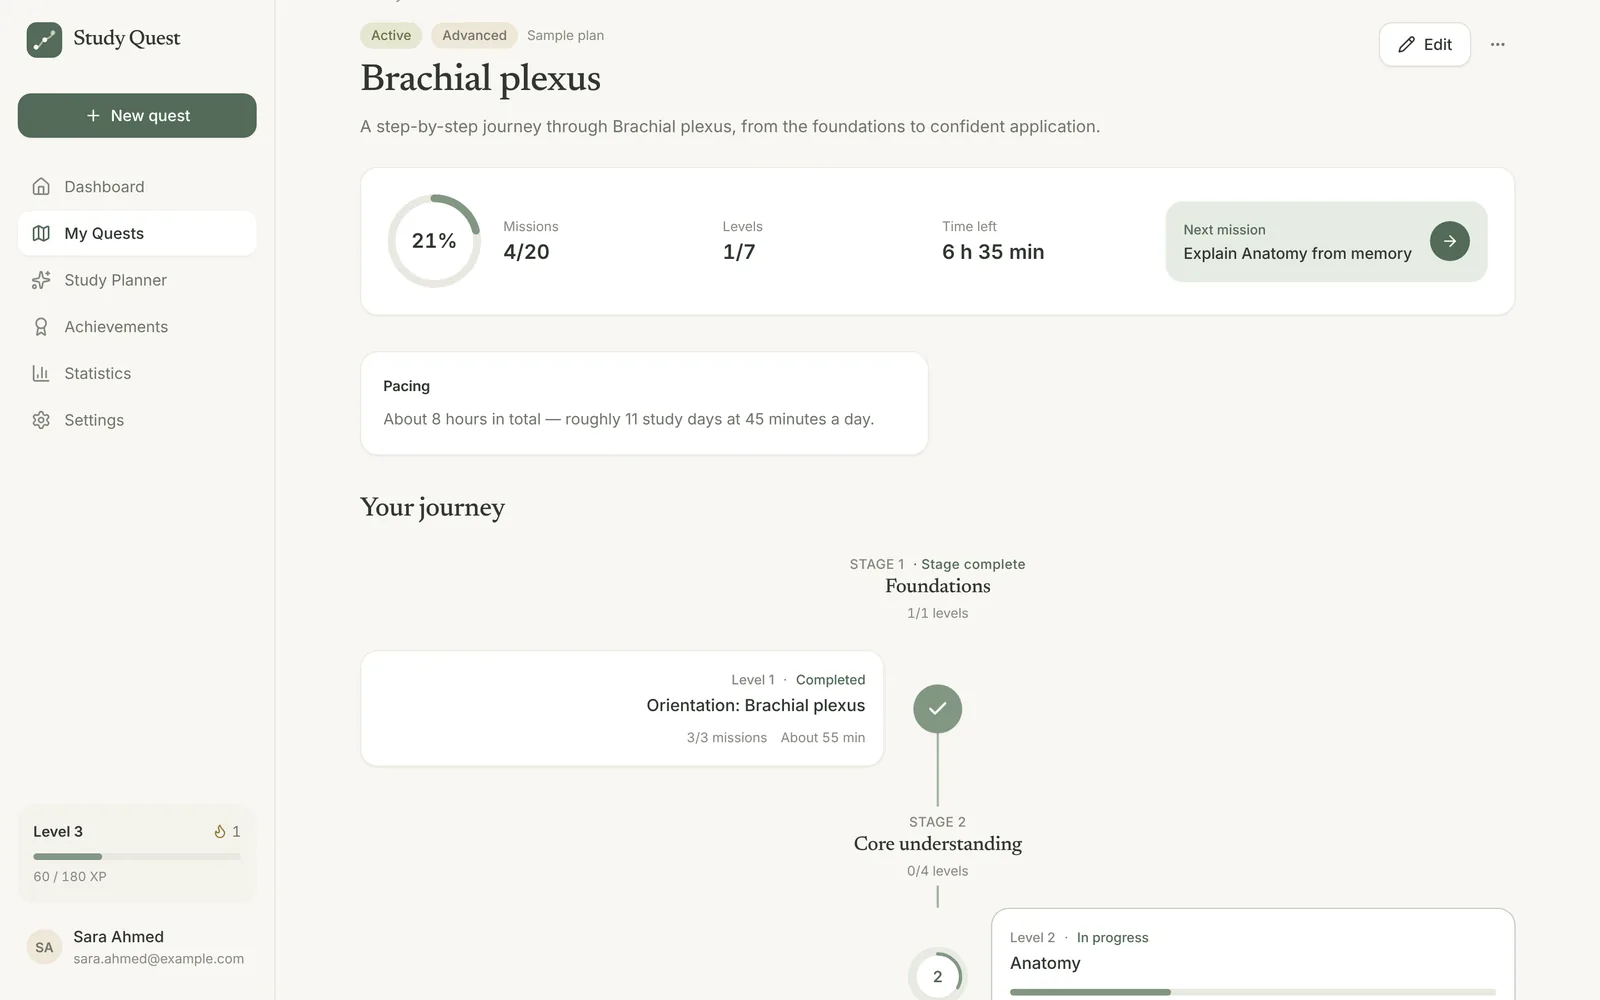 Study Quest
New quest
Dashboard
My Quests
Study Planner
Achievements
Statistics
Settings
Level 3
1
60 / 180 XP
SA
Sara Ahmed
sara.ahmed@example.com
Active
Advanced
Sample plan
Edit
Brachial plexus
A step-by-step journey through Brachial plexus, from the foundations to confident application.
21%
Missions
4/20
Levels
1/7
Time left
6 h 35 min
Next mission
Explain Anatomy from memory
Pacing
About 8 hours in total — roughly 11 study days at 45 minutes a day.
Your journey
STAGE 1 · Stage complete
Foundations
1/1 levels
Level 1 · Completed
Orientation: Brachial plexus
3/3 missions About 55 min
STAGE 2
Core understanding
0/4 levels
2
Level 2 · In progress
Anatomy